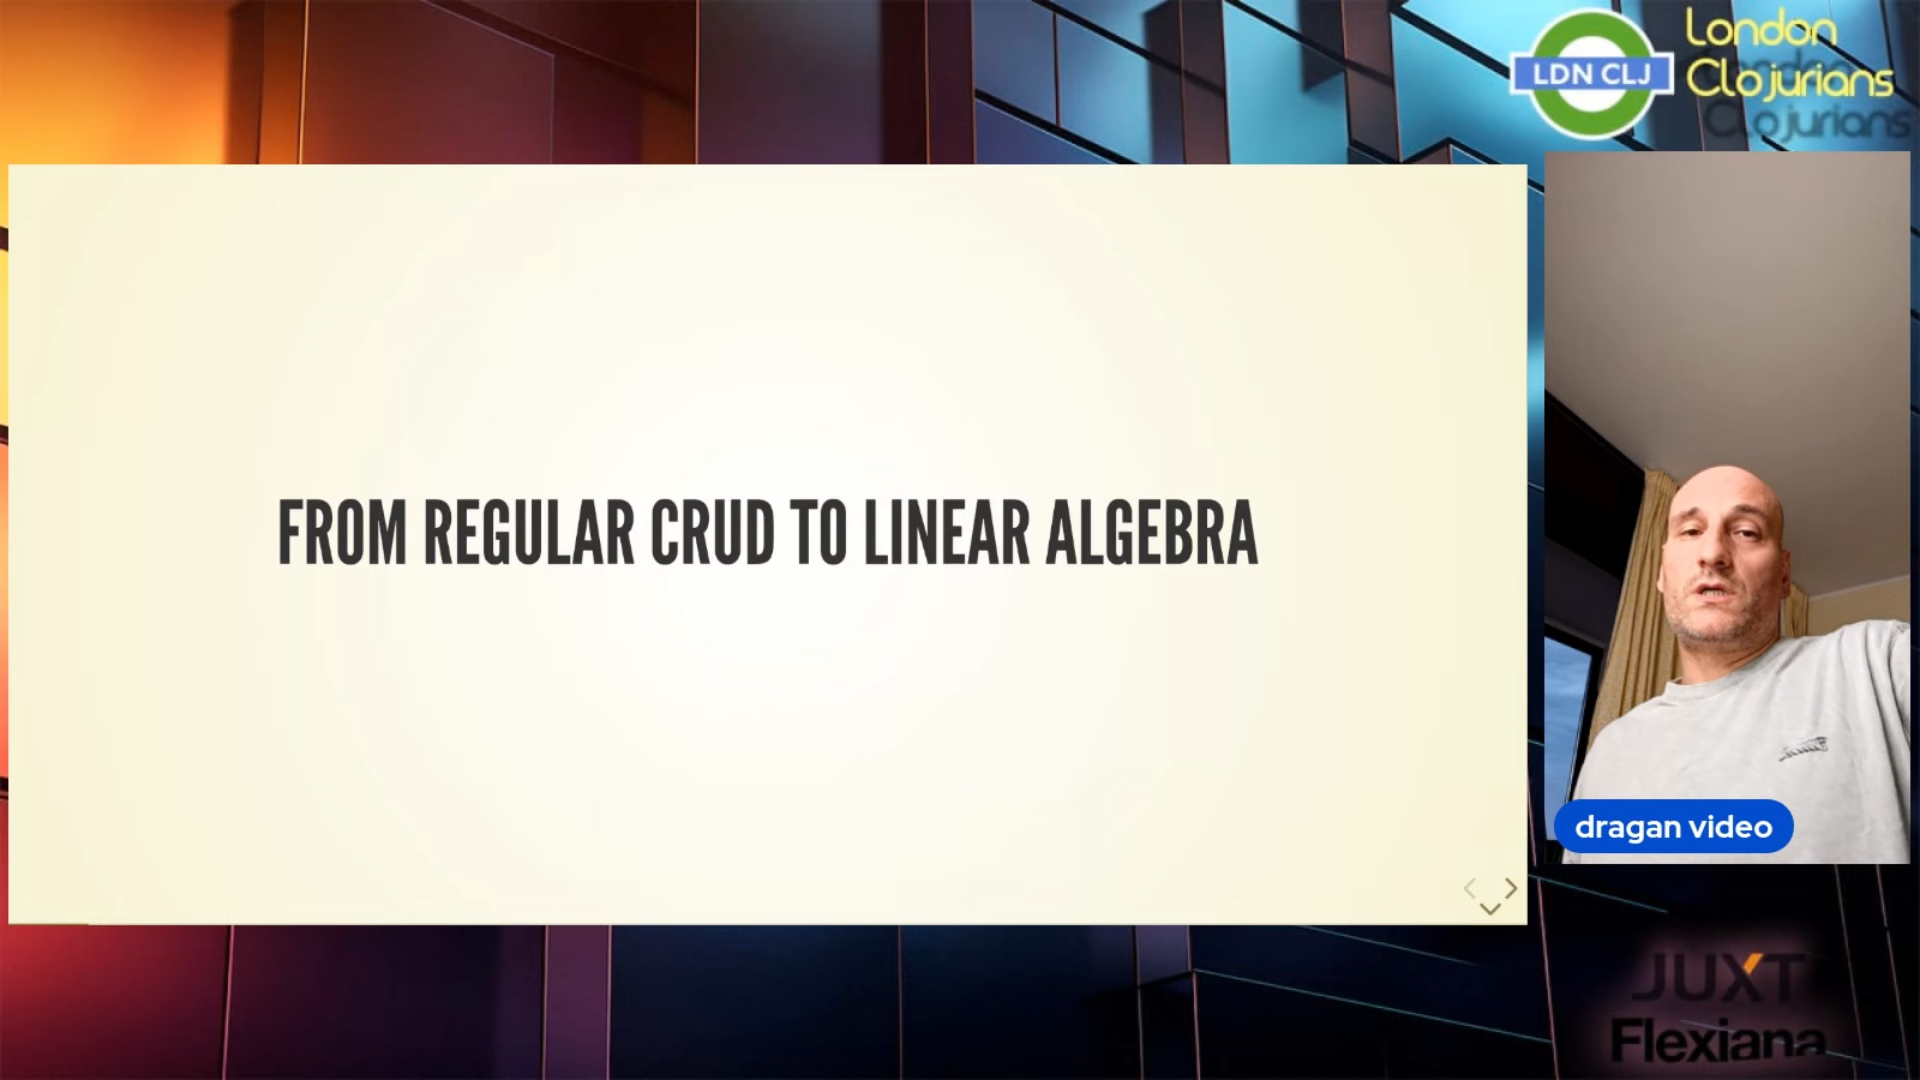 LDN CLJ
London
Clojurians
FROM REGULAR CRUD TO LINEAR ALGEBRA
dragan video
JUXT
Flexiana